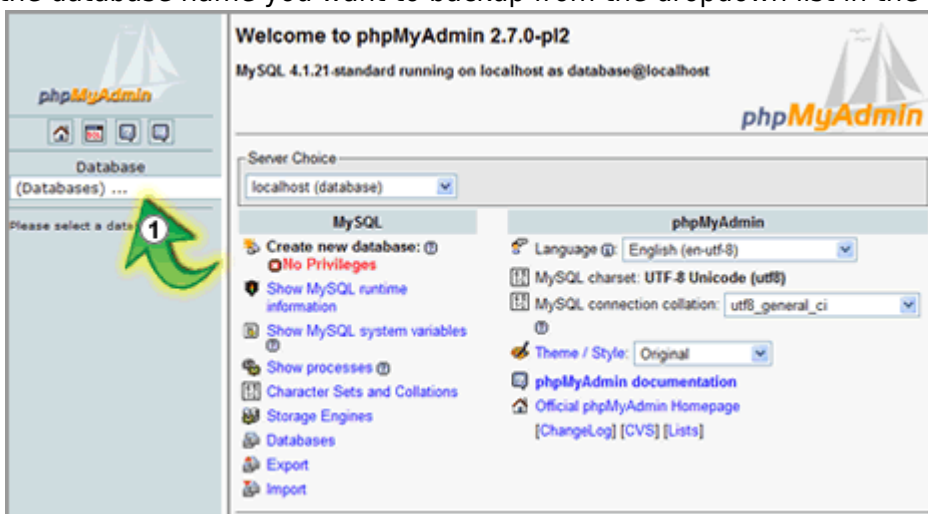 the database name you want to backup from the dropdown list in the
phpMyAdmin
Database
(Databases) ...
Please select a dat
1
Welcome to phpMyAdmin 2.7.0-pl2
MySQL 4.1.21-standard running on localhost as database@localhost
phpMyAdmin
Server Choice
localhost (database)
MySQL
Create new database:
No Privileges
Show MySQL runtime
information
Show MySQL system variables
Show processes
Character Sets and Collations
Storage Engines
Databases
Export
Import
phpMyAdmin
Language: English (en-utf-8)
MySQL charset: UTF-8 Unicode (utf8)
MySQL connection collation: utf8_general_ci
Theme / Style: Original
phpMyAdmin documentation
Official phpMyAdmin Homepage
[ChangeLog] [CVS] [Lists]